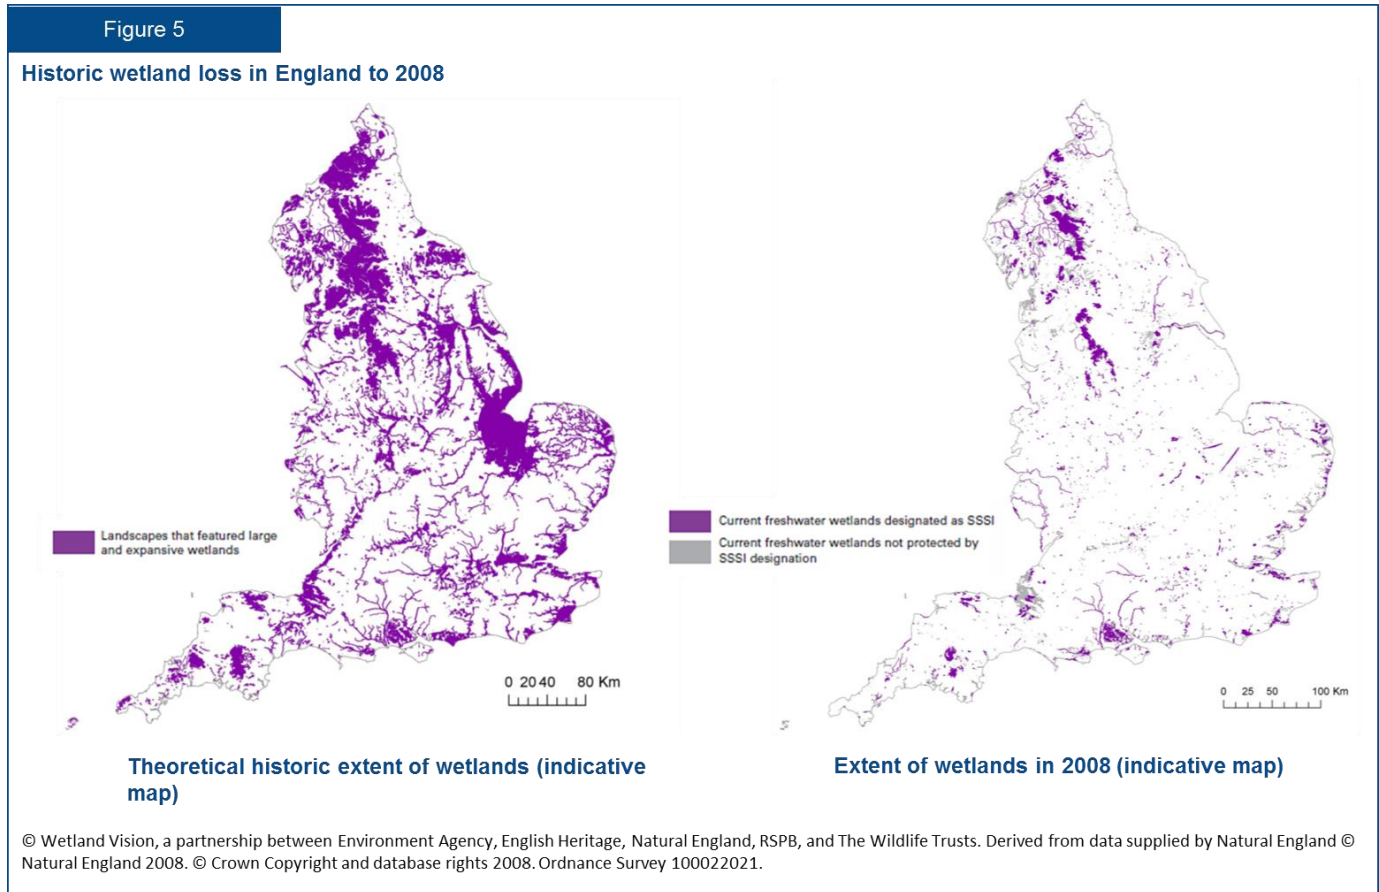 Figure 5
Historic wetland loss in England to 2008
Landscapes that featured large
and expansive wetlands
0 20 40 80 Km
Current freshwater wetlands designated as SSSI
Current freshwater wetlands not protected by
SSSI designation
0 25 50 100 Km
Theoretical historic extent of wetlands (indicative
map)
Extent of wetlands in 2008 (indicative map)
© Wetland Vision, a partnership between Environment Agency, English Heritage, Natural England, RSPB, and The Wildlife Trusts. Derived from data supplied by Natural England ©
Natural England 2008. © Crown Copyright and database rights 2008. Ordnance Survey 100022021.